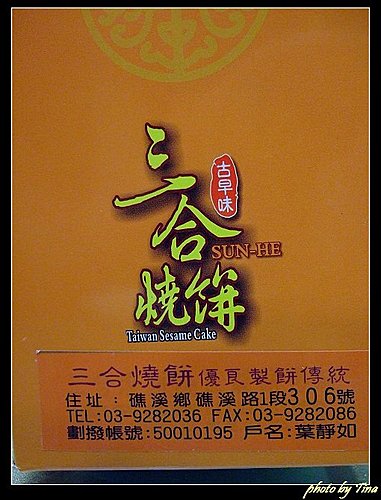 三合燒餅
古早味
SUN-HE
Taiwan Sesame Cake
三合燒餅優良製餅傳統
住址：礁溪鄉礁溪路1段306號
TEL:03-9282036 FAX:03-9282086
劃撥帳號:50010195 戶名:葉靜如
photo by Tina